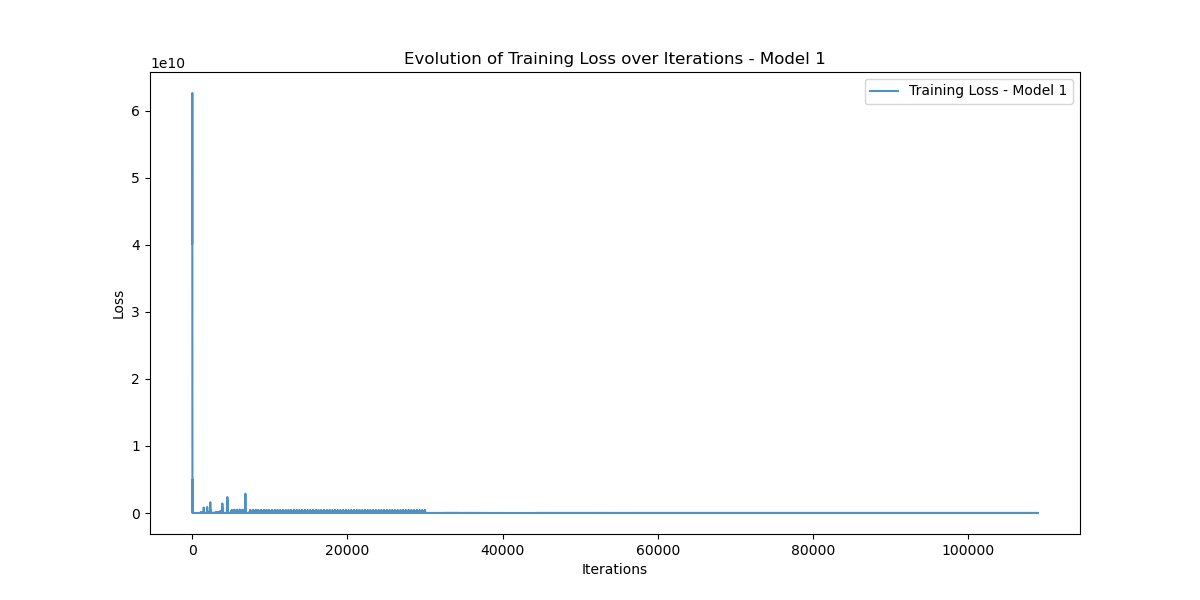 Evolution of Training Loss over Iterations - Model 1
1e10
Training Loss - Model 1
6
5
4
3
2
1
0
Loss
0 20000 40000 60000 80000 100000
Iterations